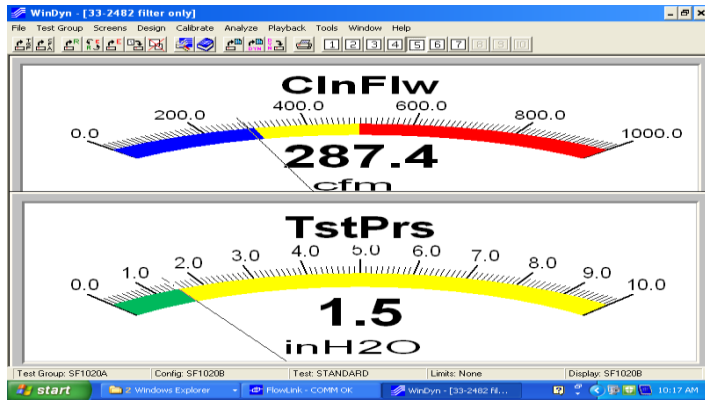 WinDyn - [33-2482 filter only]
File Test Group Screens Design Calibrate Analyze Playback Tools Window Help
1 2 3 4 5 6 7 8 9 10
ClnFlw
0.0 200.0 400.0 600.0 800.0 1000.0
287.4
cfm
TstPrs
0.0 1.0 2.0 3.0 4.0 5.0 6.0 7.0 8.0 9.0 10.0
1.5
inH2O
Test Group: SF1020A Config: SF1020B Test: STANDARD Limits: None Display: SF1020B
start 2 Windows Explorer FlowLink - COMM OK WinDyn - [33-2482 fil... 10:17 AM